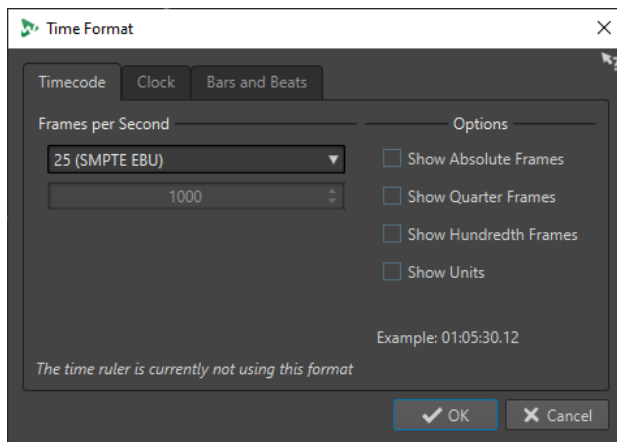 Time Format
Timecode Clock Bars and Beats
Frames per Second
Options
25 (SMPTE EBU)
Show Absolute Frames
1000
Show Quarter Frames
Show Hundredth Frames
Show Units
Example: 01:05:30.12
The time ruler is currently not using this format
OK Cancel